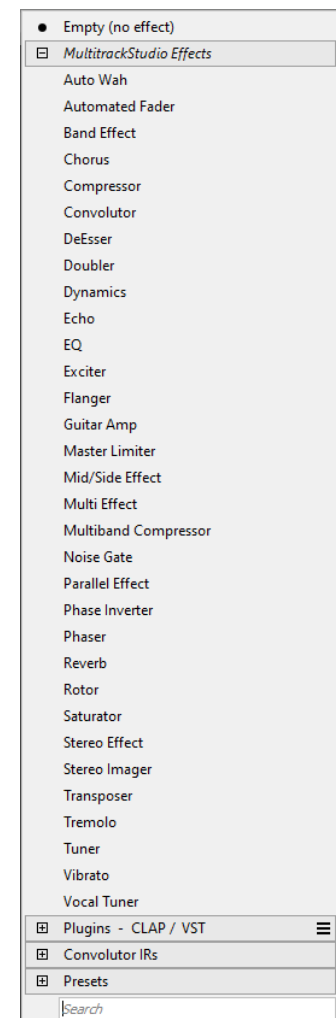 Empty (no effect)
MultitrackStudio Effects
Auto Wah
Automated Fader
Band Effect
Chorus
Compressor
Convolutor
DeEsser
Doubler
Dynamics
Echo
EQ
Exciter
Flanger
Guitar Amp
Master Limiter
Mid/Side Effect
Multi Effect
Multiband Compressor
Noise Gate
Parallel Effect
Phase Inverter
Phaser
Reverb
Rotor
Saturator
Stereo Effect
Stereo Imager
Transposer
Tremolo
Tuner
Vibrato
Vocal Tuner
Plugins - CLAP / VST
Convolutor IRs
Presets
Search